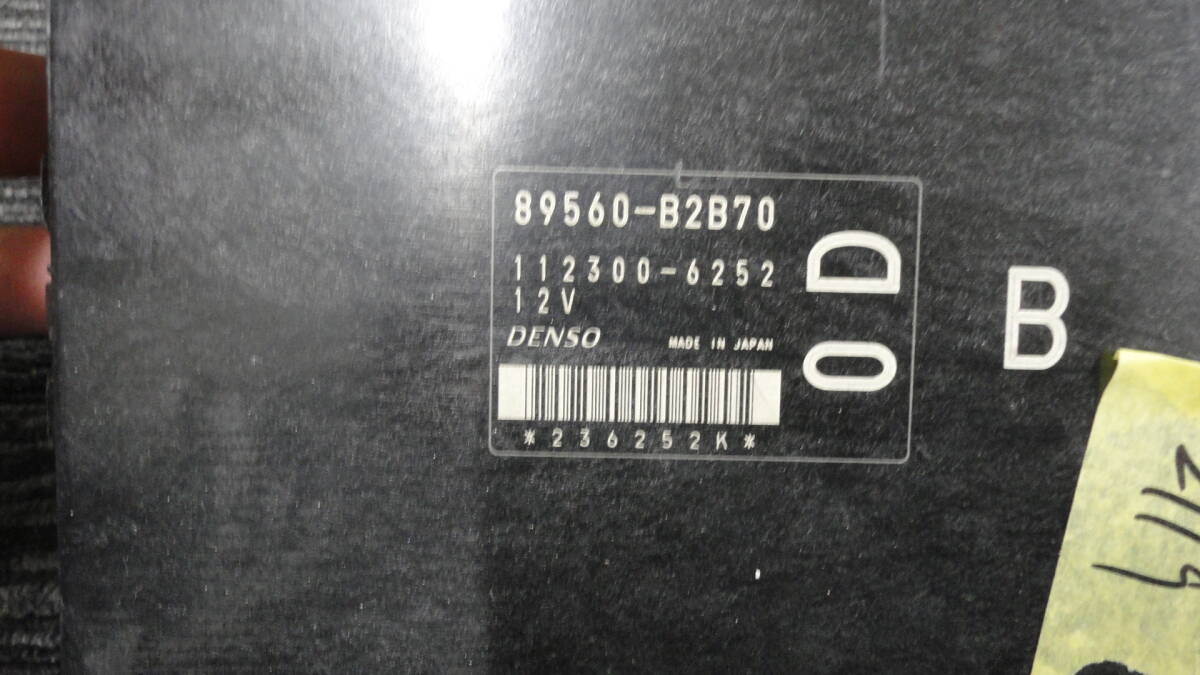 89560-B2B70
112300-6252
12V
DENSO MADE IN JAPAN
*236252K*
0D
B